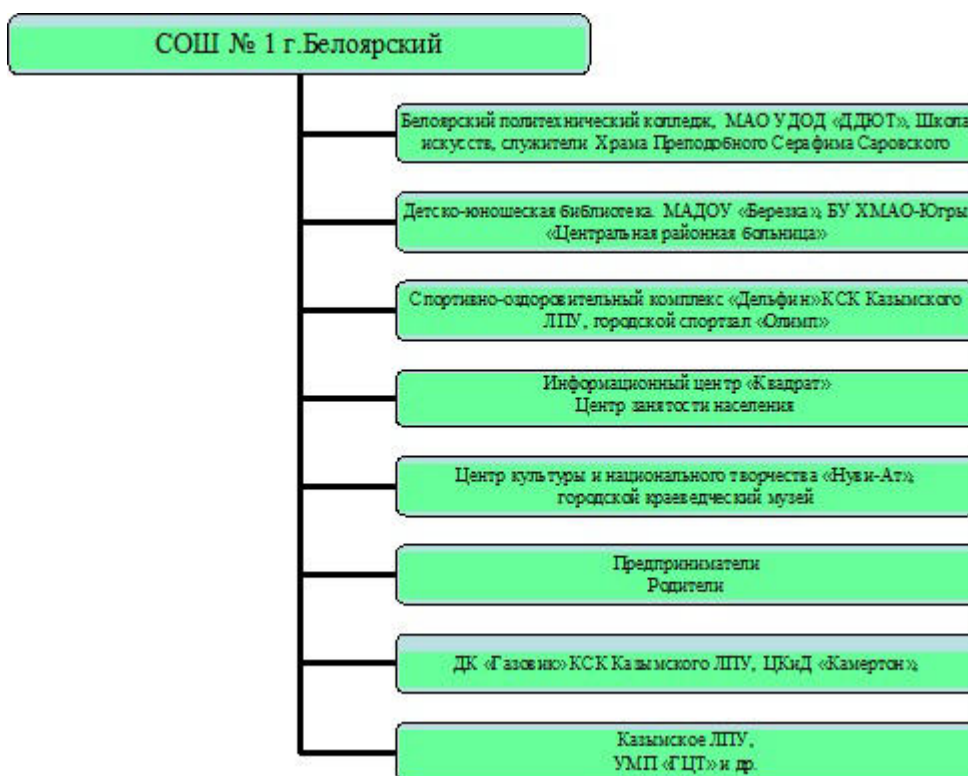 СОШ № 1 г.Белоярский
Белоярский политехнический колледж, МАО УДОД «ДДЮТ», Школа
искусств, служители Храма Преподобного Серафима Саровского
Детско-юношеская библиотека. МАДОУ «Березка», БУ ХМАО-Югры
«Центральная районная больница»
Спортивно-оздоровительный комплекс «Дельфин» КСК Казымского
ЛПУ, городской спортзал «Олимп»
Информационный центр «Квадрат»
Центр занятости населения
Центр культуры и национального творчества «Нуви-Ат»,
городской краеведческий музей
Предприниматели
Родители
ДК «Газовик» КСК Казымского ЛПУ, ЦКиД «Камертон»,
Казымское ЛПУ,
УМП «ГЦТ» и др.